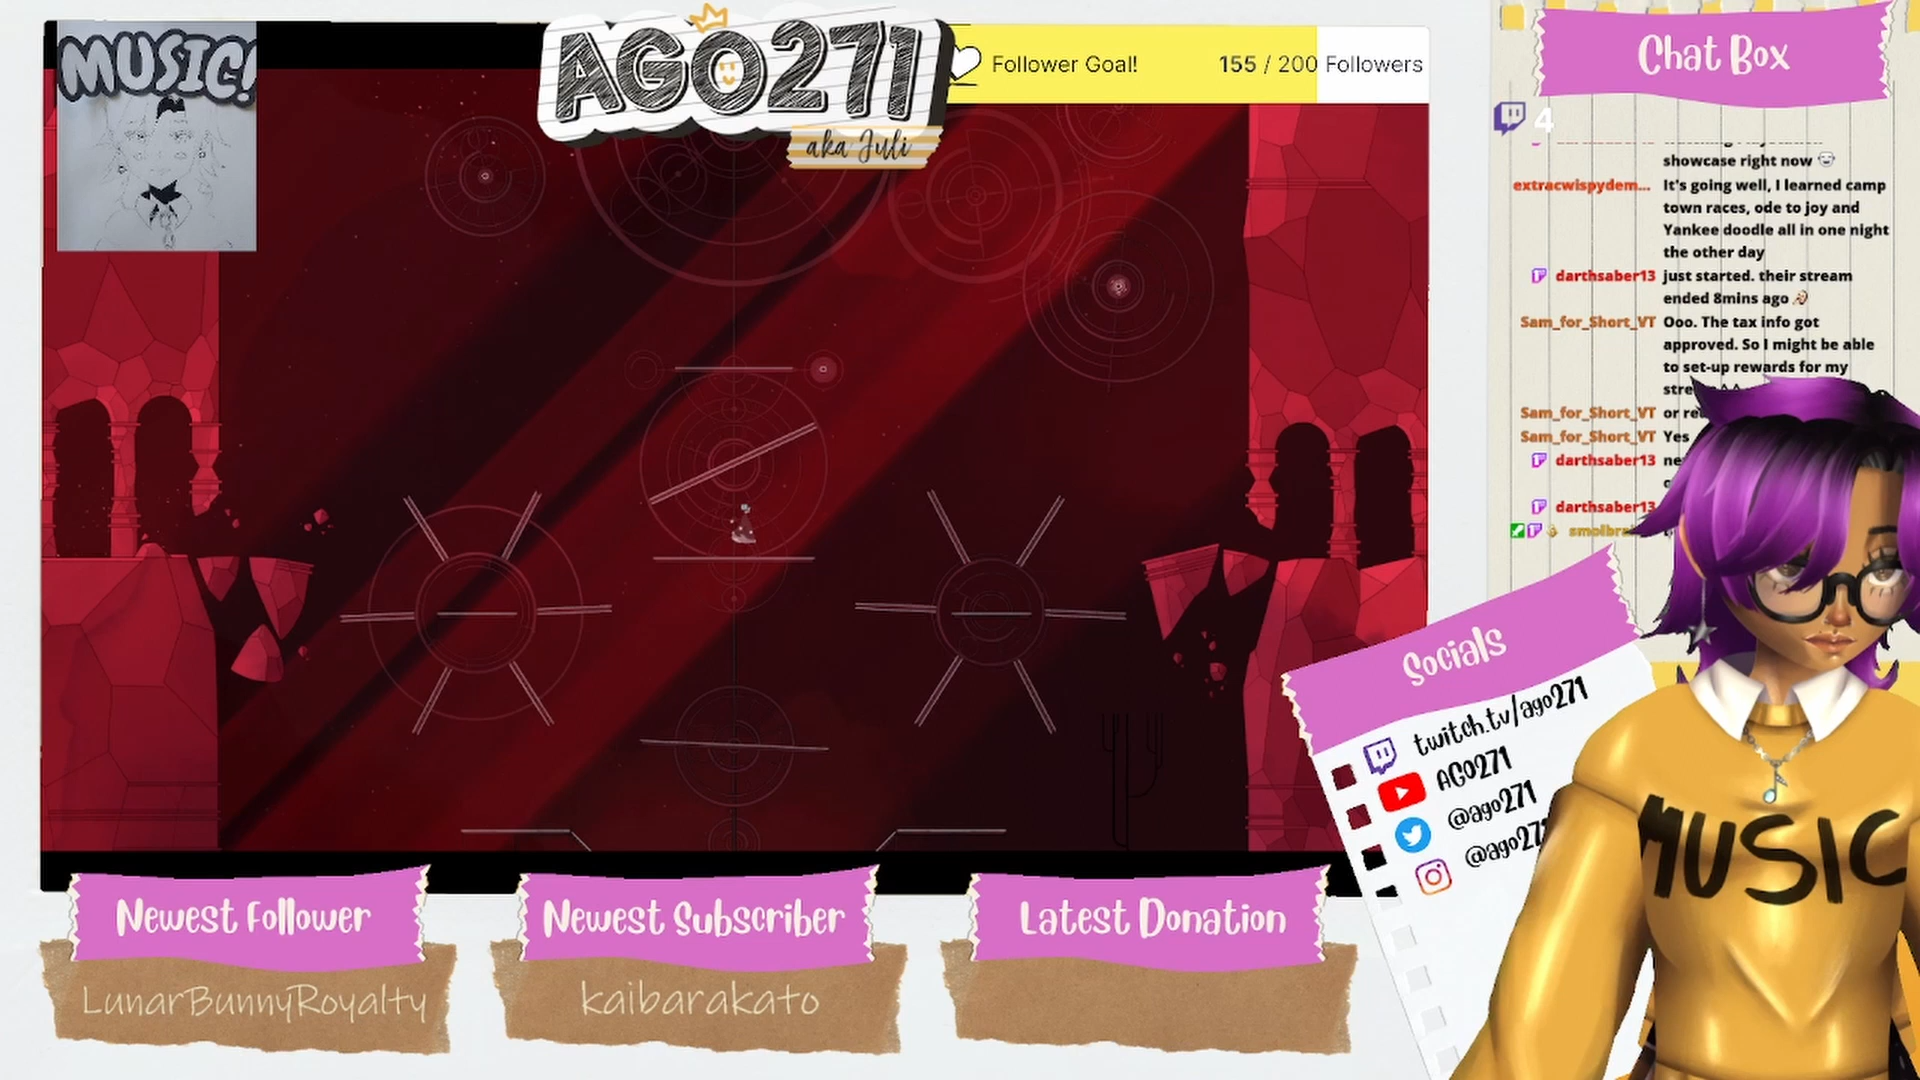 MUSIC!
AGO271
aka Juli
Follower Goal!
155 / 200 Followers
Chat Box
4
showcase right now
extracwispydem... It's going well, I learned camp
town races, ode to joy and
Yankee doodle all in one night
the other day
darthsaber13 just started. their stream
ended 8mins ago
Sam_for_Short_VT Ooo. The tax info got
approved. So I might be able
to set-up rewards for my
Sam_for_Short_VT or
Sam_for_Short_VT Yes
darthsaber13
darthsaber13
Socials
twitch.tv/ago271
AGO271
@ago271
@ago271
MUSIC
Newest Follower
LunarBunnyRoyalty
Newest Subscriber
kaibarakato
Latest Donation